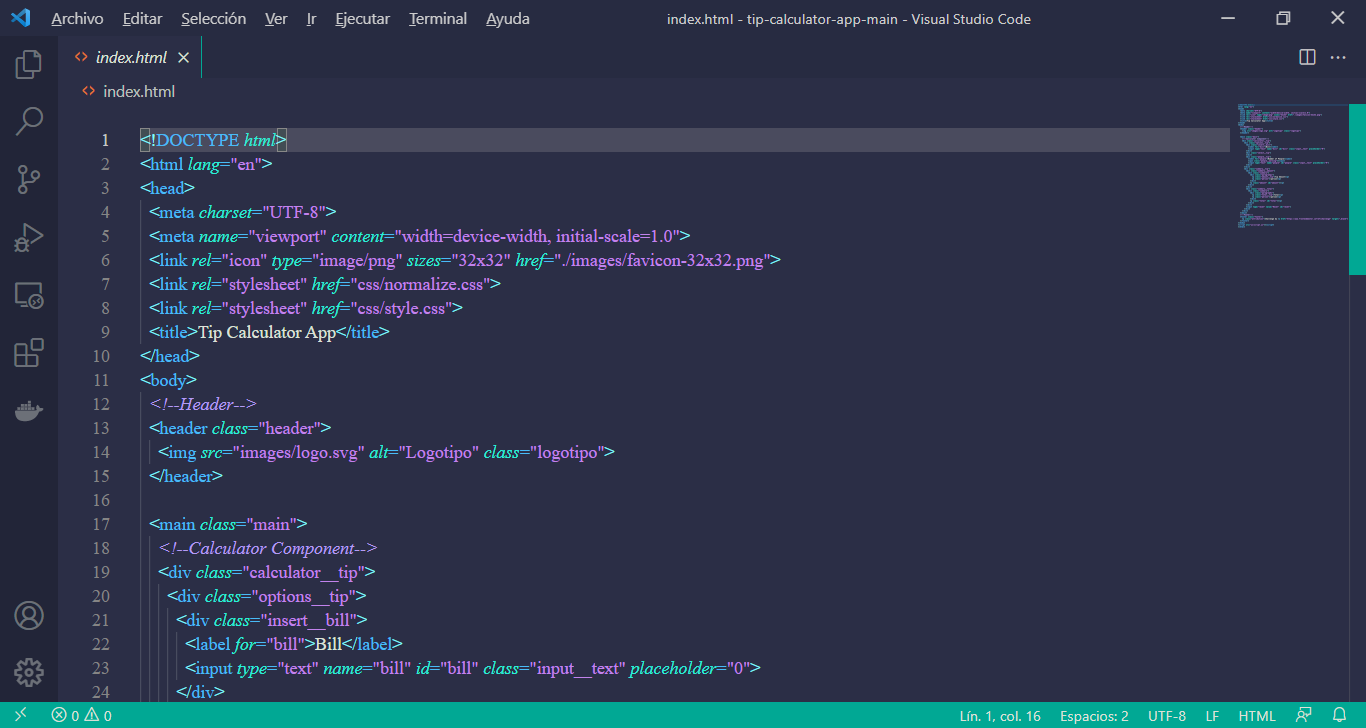 Archivo Editar Selección Ver Ir Ejecutar Terminal Ayuda index.html - tip-calculator-app-main - Visual Studio Code
<> index.html ×
<> index.html
1 <!DOCTYPE html>
2 <html lang="en">
3 <head>
4 <meta charset="UTF-8">
5 <meta name="viewport" content="width=device-width, initial-scale=1.0">
6 <link rel="icon" type="image/png" sizes="32x32" href="./images/favicon-32x32.png">
7 <link rel="stylesheet" href="css/normalize.css">
8 <link rel="stylesheet" href="css/style.css">
9 <title>Tip Calculator App</title>
10 </head>
11 <body>
12 <!--Header-->
13 <header class="header">
14 <img src="images/logo.svg" alt="Logotipo" class="logotipo">
15 </header>
16
17 <main class="main">
18 <!--Calculator Component-->
19 <div class="calculator__tip">
20 <div class="options__tip">
21 <div class="insert__bill">
22 <label for="bill">Bill</label>
23 <input type="text" name="bill" id="bill" class="input__text" placeholder="0">
24 </div>
0 0 Lín. 1, col. 16 Espacios: 2 UTF-8 LF HTML